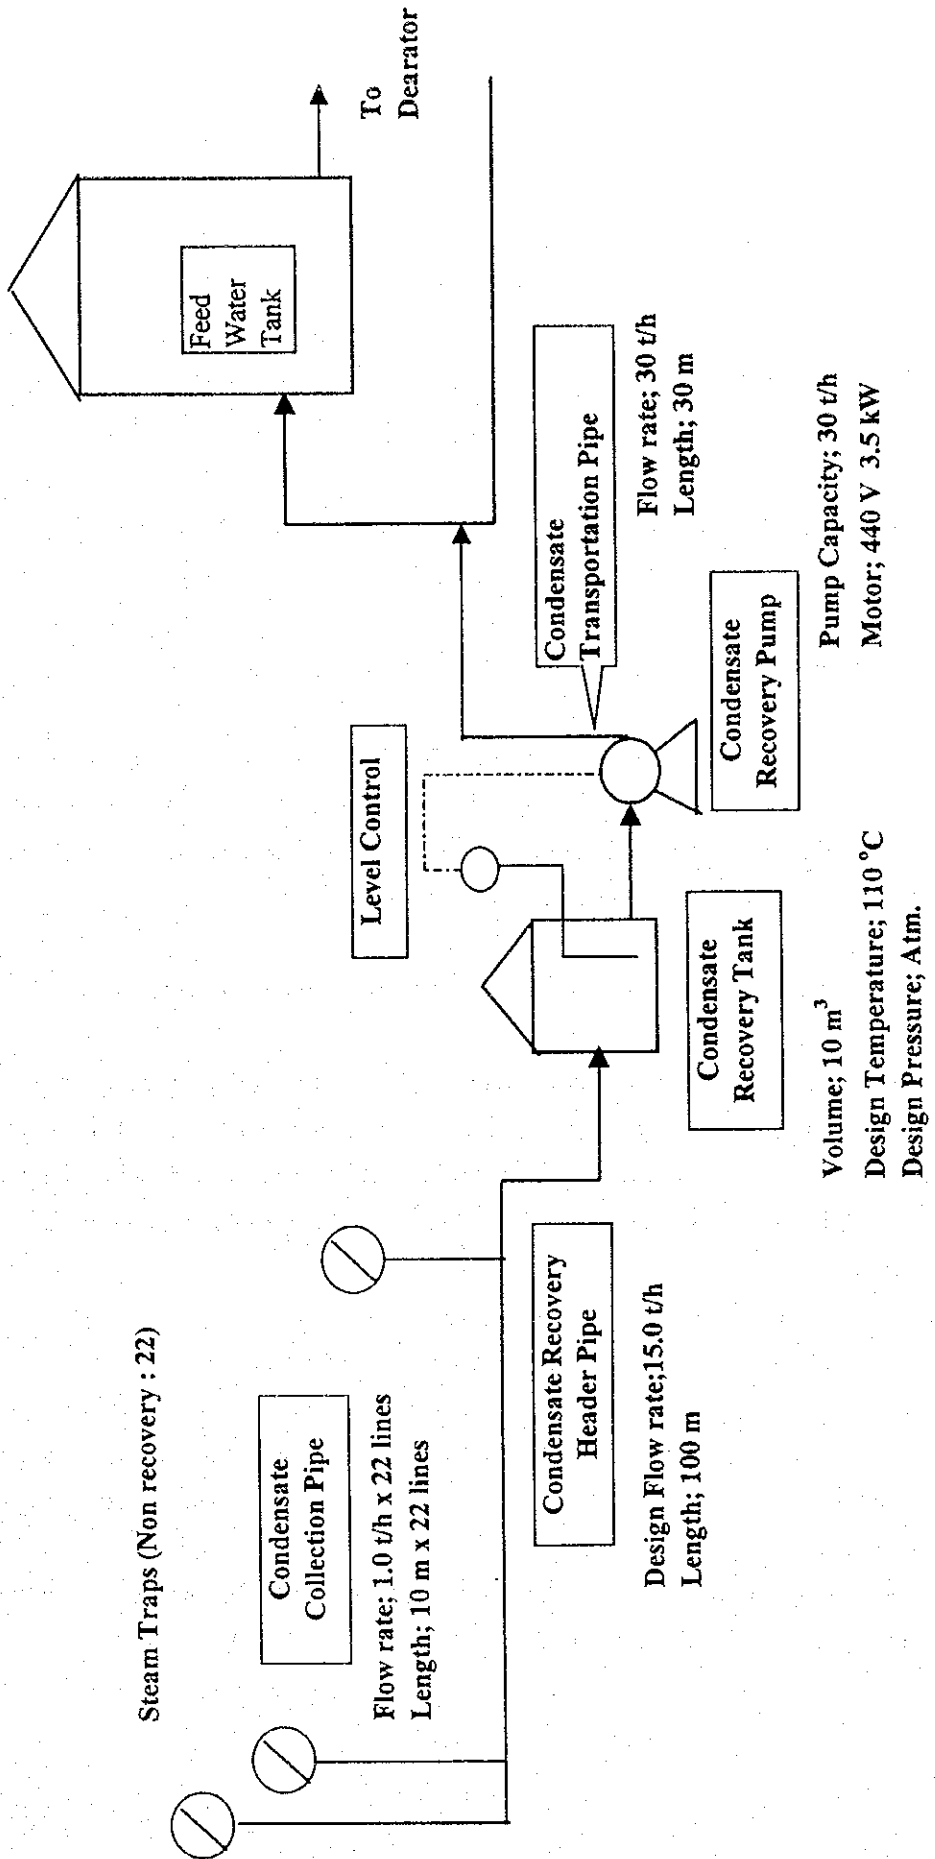 Steam Traps (Non recovery : 22)
Condensate
Collection Pipe
Flow rate; 1.0 t/h x 22 lines
Length; 10 m x 22 lines
Condensate Recovery
Header Pipe
Design Flow rate;15.0 t/h
Length; 100 m
Level Control
Condensate
Recovery Tank
Volume; 10 m³
Design Temperature; 110 °C
Design Pressure; Atm.
Condensate
Recovery Pump
Pump Capacity; 30 t/h
Motor; 440 V 3.5 kW
Condensate
Transportation Pipe
Flow rate; 30 t/h
Length; 30 m
Feed
Water
Tank
To
Dearator